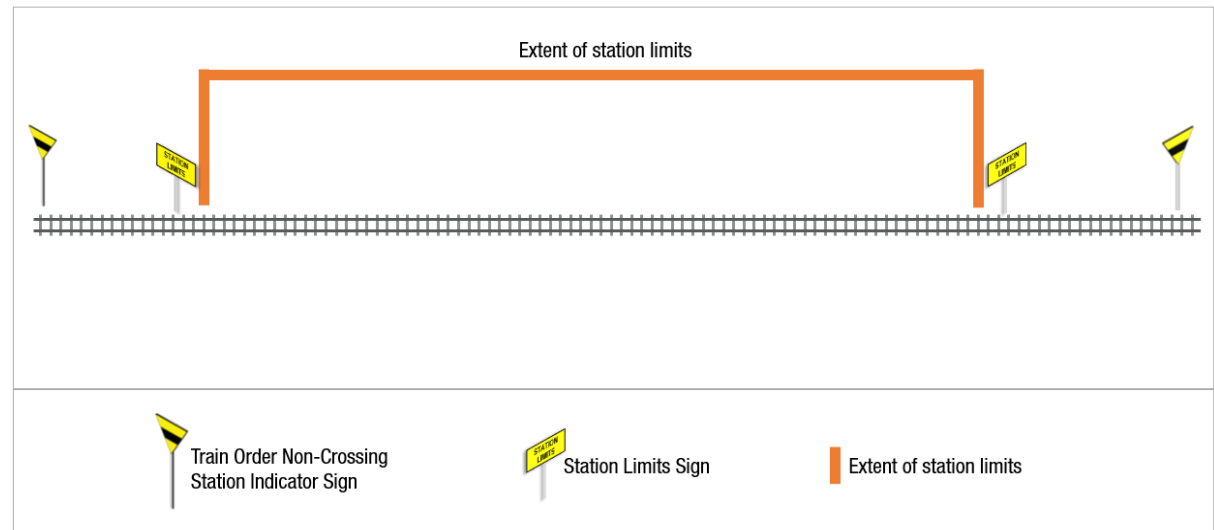 Extent of station limits
STATION
LIMITS
STATION
LIMITS
Train Order Non-Crossing
Station Indicator Sign
STATION
LIMITS
Station Limits Sign
Extent of station limits